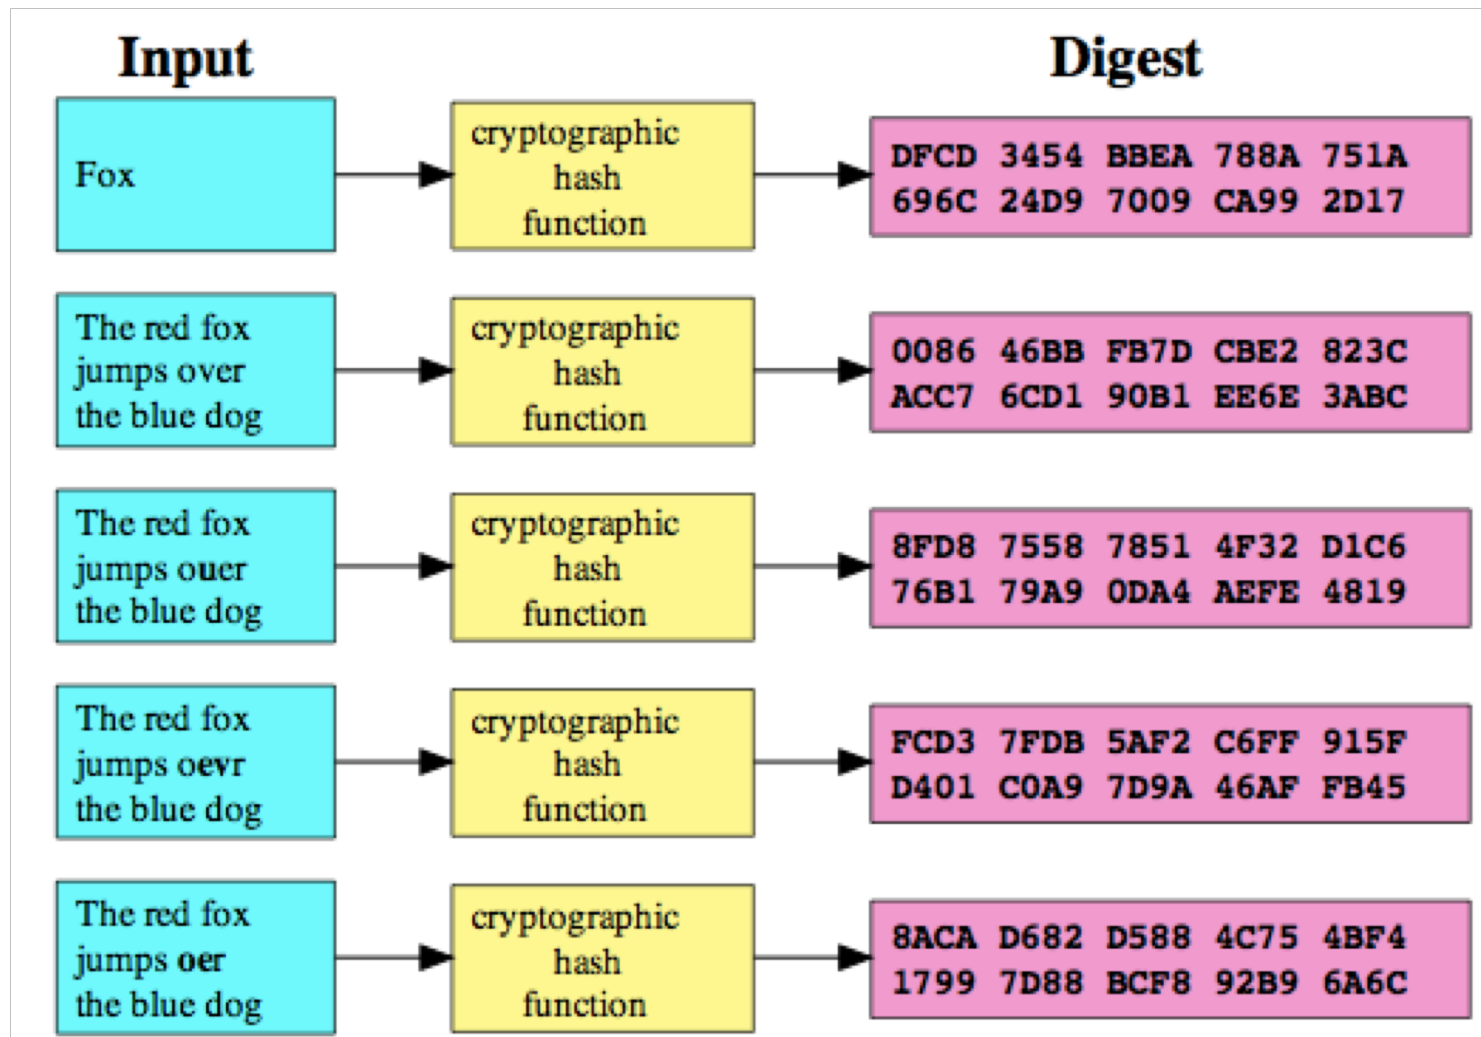 Input
Digest
Fox
cryptographic
hash
function
DFCD 3454 BBEA 788A 751A
696C 24D9 7009 CA99 2D17
The red fox
jumps over
the blue dog
cryptographic
hash
function
0086 46BB FB7D CBE2 823C
ACC7 6CD1 90B1 EE6E 3ABC
The red fox
jumps ouer
the blue dog
cryptographic
hash
function
8FD8 7558 7851 4F32 D1C6
76B1 79A9 0DA4 AEFE 4819
The red fox
jumps oevr
the blue dog
cryptographic
hash
function
FCD3 7FDB 5AF2 C6FF 915F
D401 C0A9 7D9A 46AF FB45
The red fox
jumps oer
the blue dog
cryptographic
hash
function
8ACA D682 D588 4C75 4BF4
1799 7D88 BCF8 92B9 6A6C